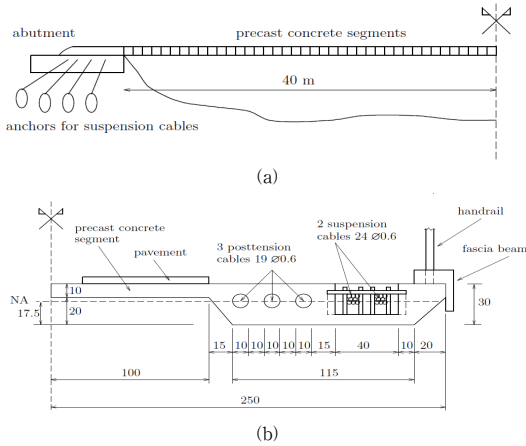 abutment
precast concrete segments
40 m
anchors for suspension cables
(a)
precast concrete
segment
pavement
3 posttension
cables 19 Ø0.6
2 suspension
cables 24 Ø0.6
handrail
fascia beam
NA
17.5
10
20
30
15 10 10 10 10 10 15 40 10 20
100
115
250
(b)